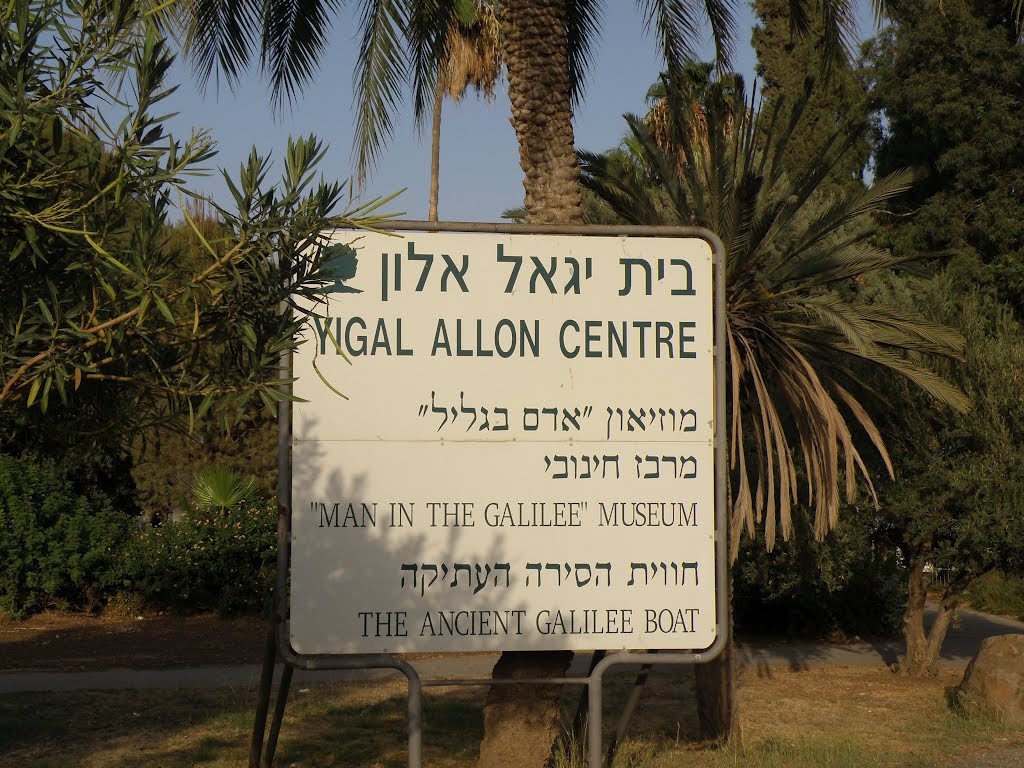 בית יגאל אלון
YIGAL ALLON CENTRE
מוזיאון "אדם בגליל"
מרכז חינוכי
"MAN IN THE GALILEE" MUSEUM
חווית הסירה העתיקה
THE ANCIENT GALILEE BOAT